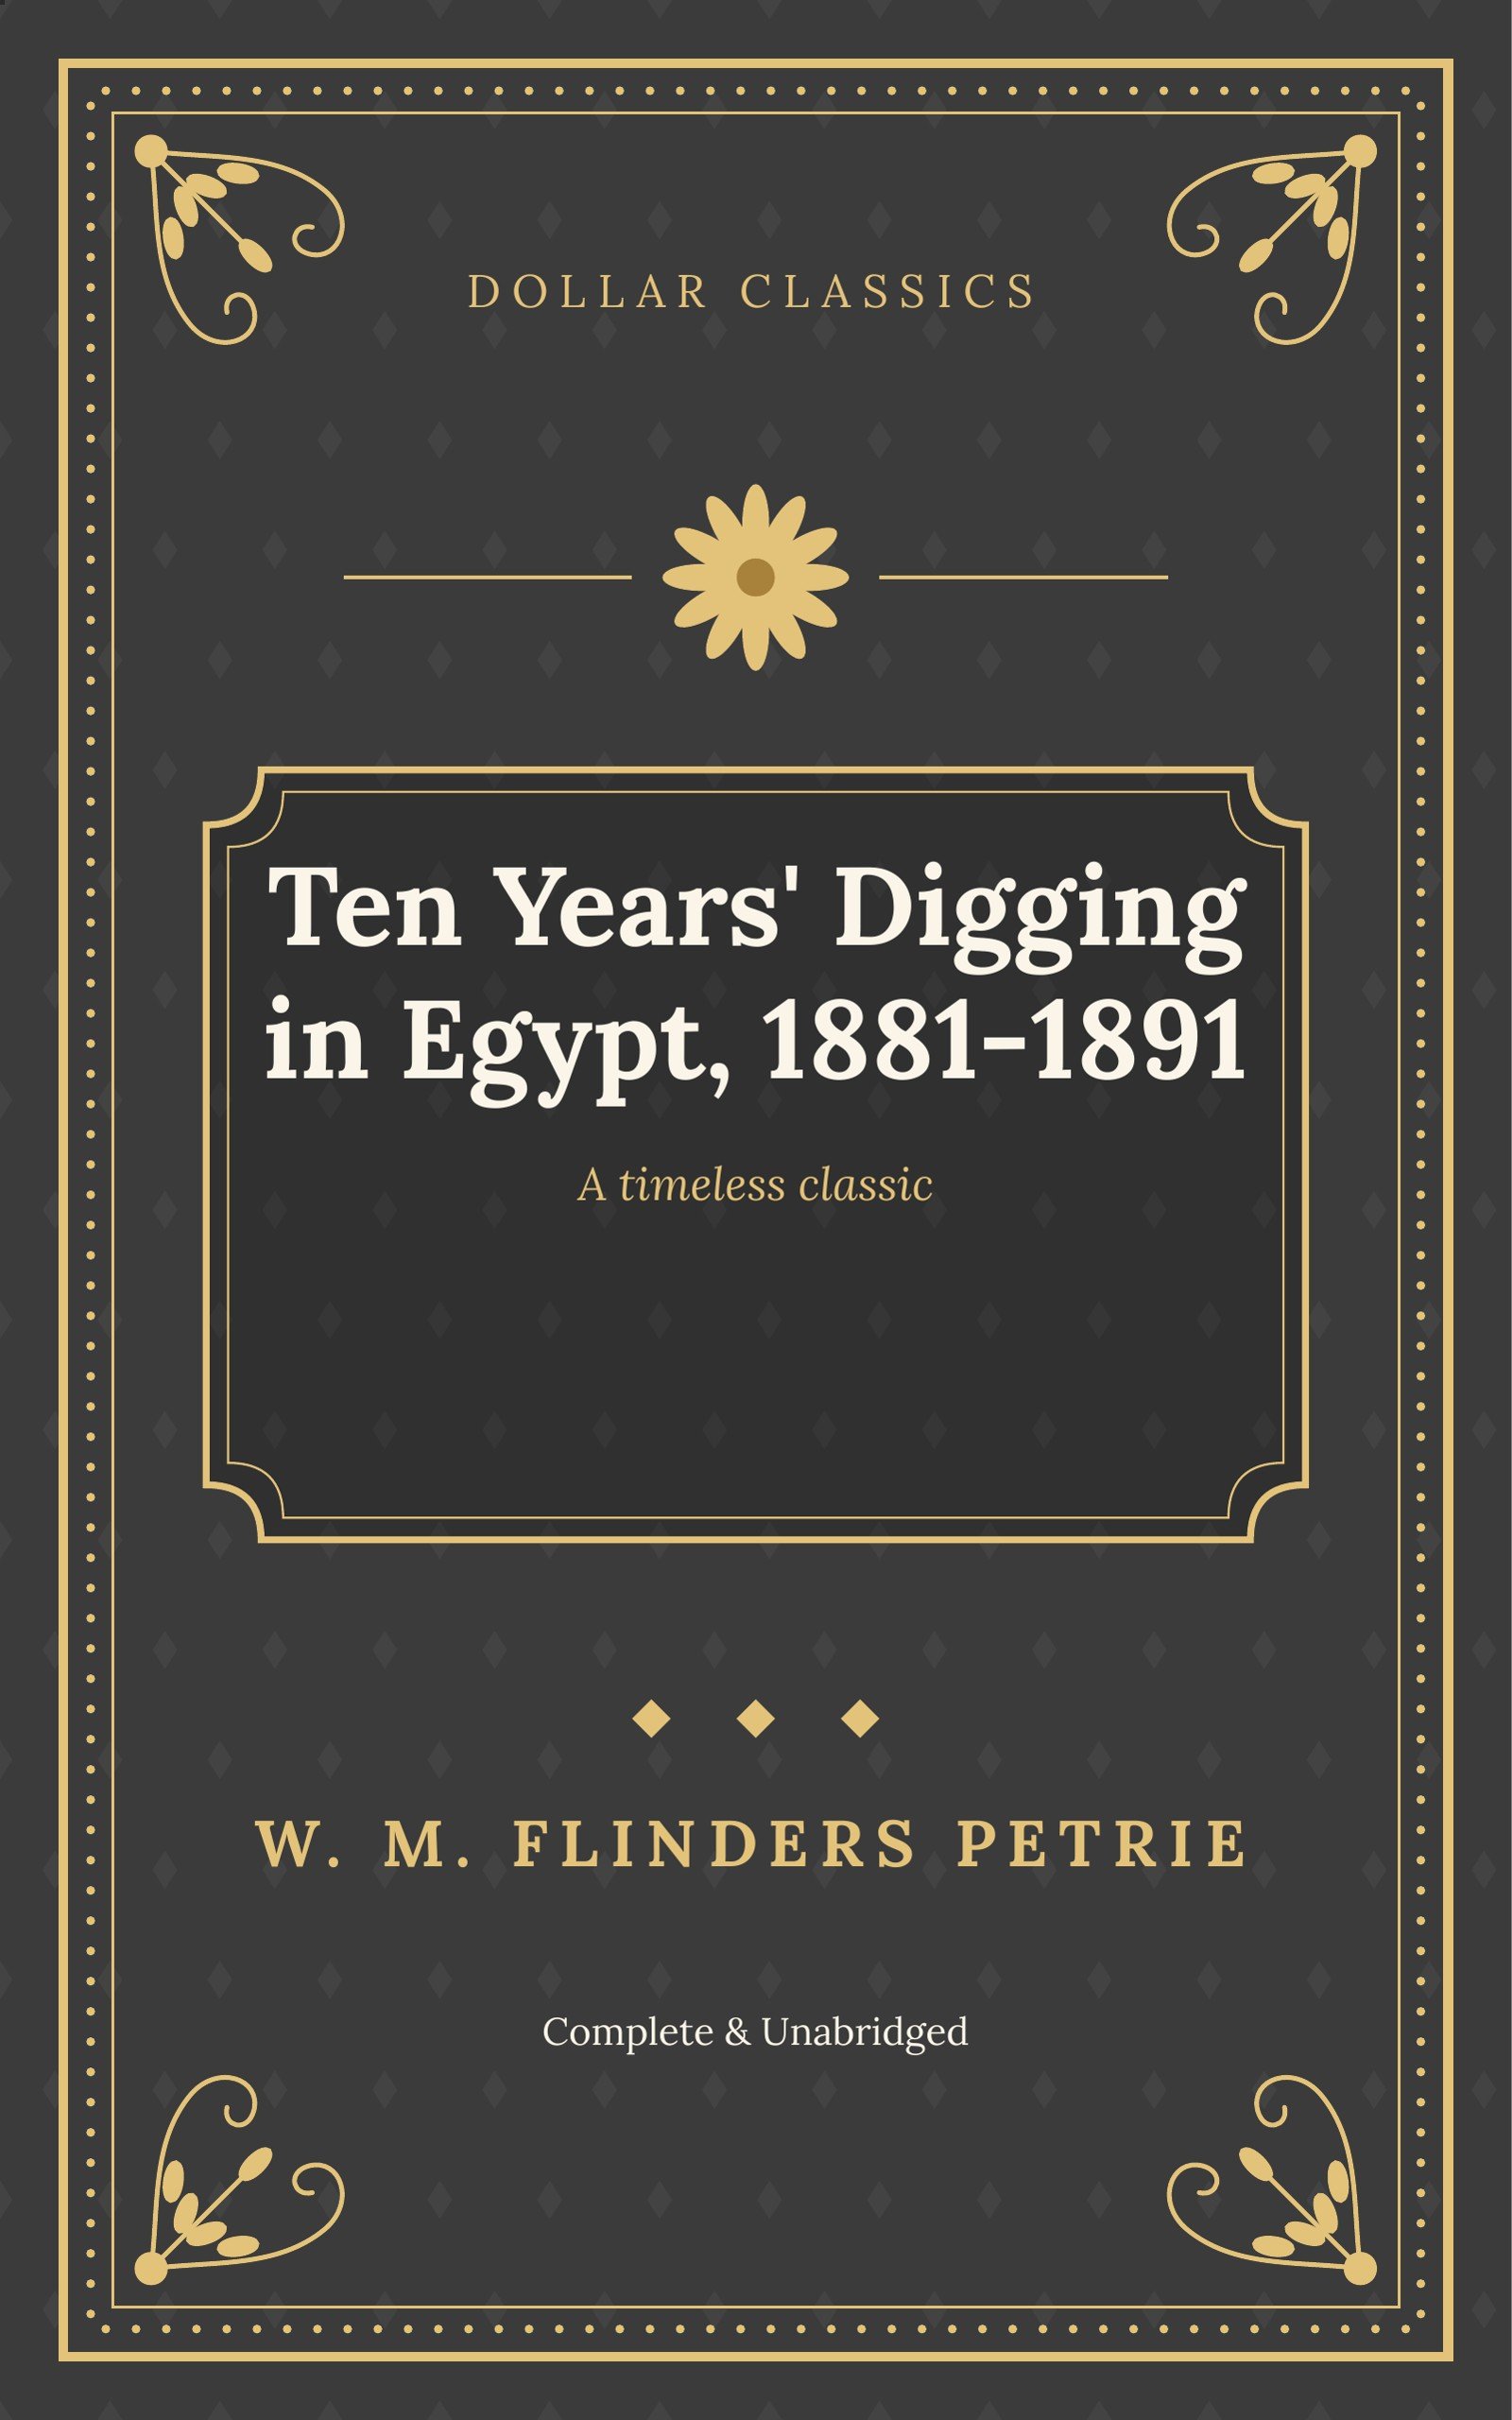 DOLLAR CLASSICS
Ten Years' Digging
in Egypt, 1881–1891
A timeless classic
W. M. FLINDERS PETRIE
Complete & Unabridged